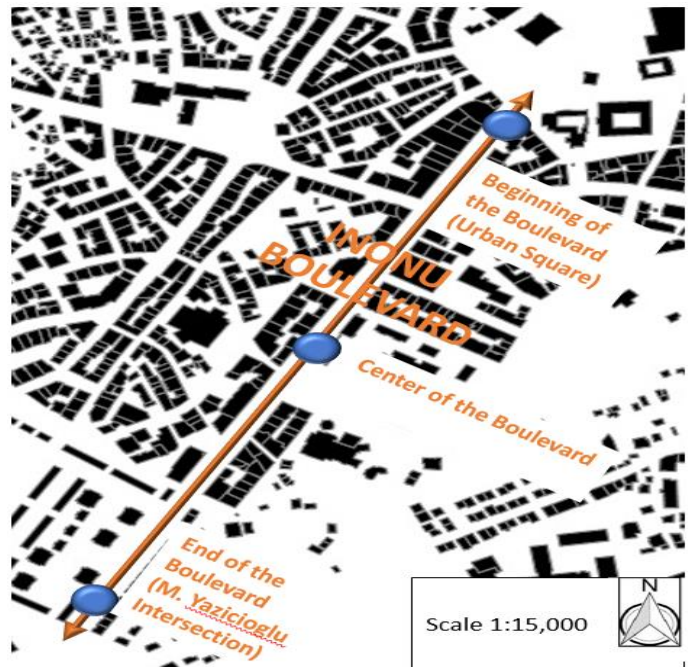 Beginning of
the Boulevard
(Urban Square)
INONU
BOULEVARD
Center of the Boulevard
End of the
Boulevard
(M. Yazicioglu
Intersection)
N
Scale 1:15,000